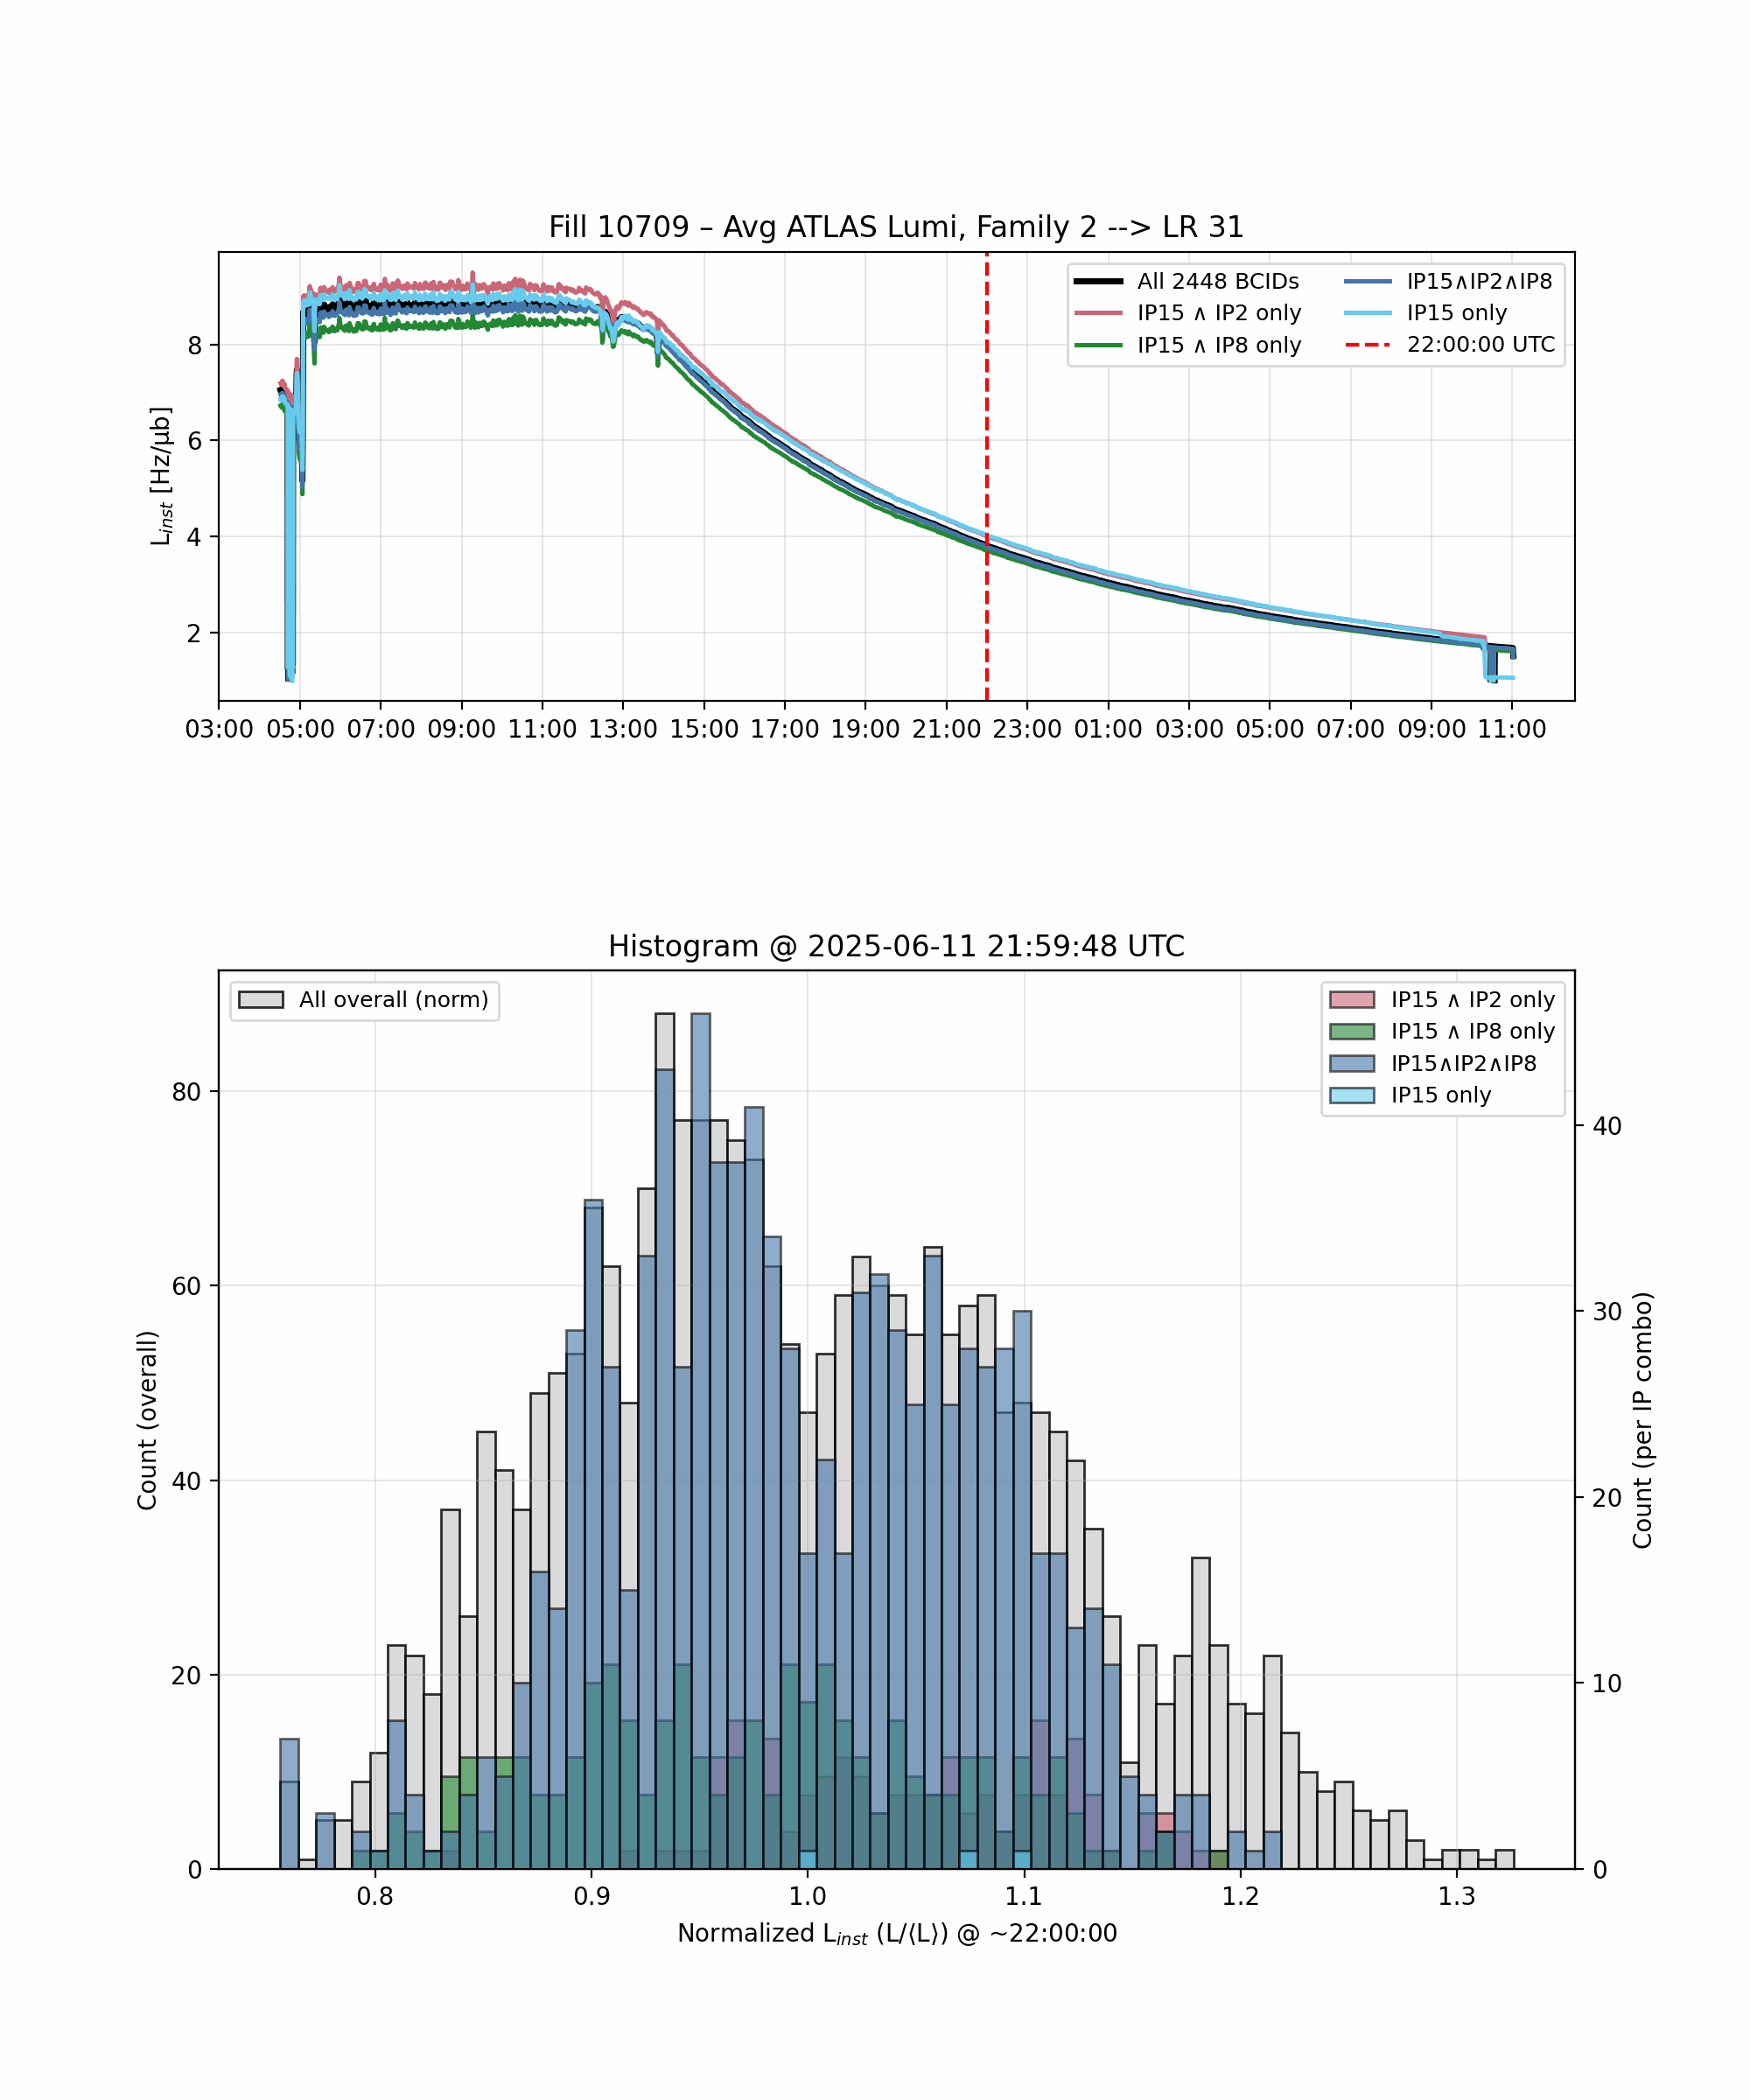 Fill 10709 – Avg ATLAS Lumi, Family 2 --> LR 31
All 2448 BCIDs
IP15 ∧ IP2 only
IP15 ∧ IP8 only
IP15∧IP2∧IP8
IP15 only
22:00:00 UTC
L_inst [Hz/μb]
8
6
4
2
03:00 05:00 07:00 09:00 11:00 13:00 15:00 17:00 19:00 21:00 23:00 01:00 03:00 05:00 07:00 09:00 11:00
Histogram @ 2025-06-11 21:59:48 UTC
All overall (norm)
IP15 ∧ IP2 only
IP15 ∧ IP8 only
IP15∧IP2∧IP8
IP15 only
Count (overall)
80
60
40
20
0
Count (per IP combo)
40
30
20
10
0
0.8 0.9 1.0 1.1 1.2 1.3
Normalized L_inst (L/⟨L⟩) @ ~22:00:00